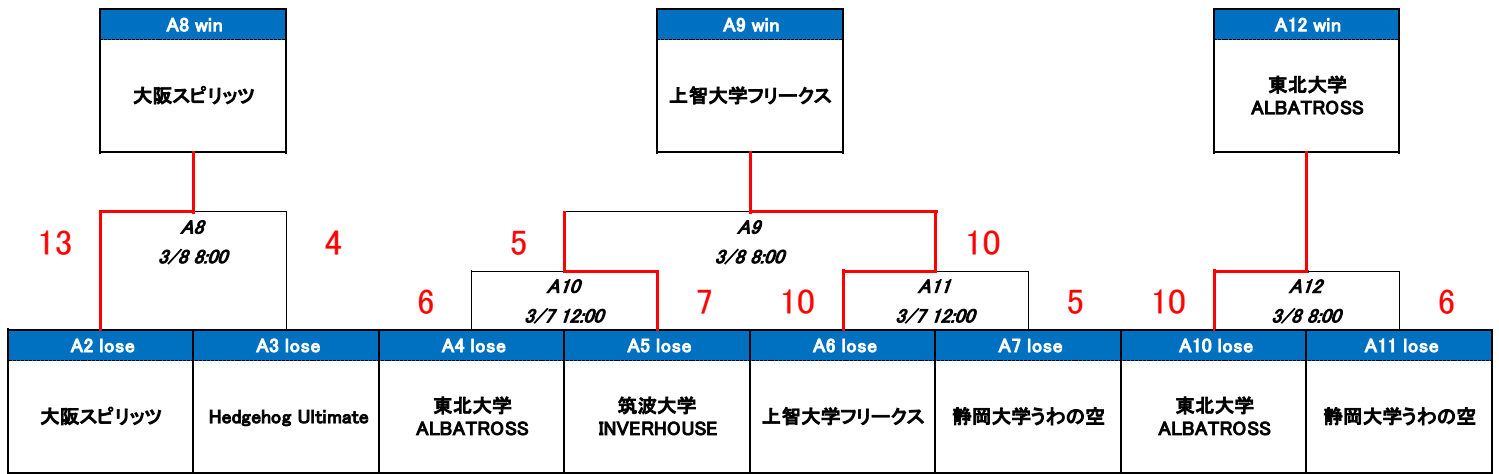 A8 win
A9 win
A12 win
大阪スピリッツ
上智大学フリークス
東北大学
ALBATROSS
13
A8
3/8 8:00
4
5
A9
3/8 8:00
10
6
A10
3/7 12:00
7
10
A11
3/7 12:00
5
10
A12
3/8 8:00
6
A2 lose
A3 lose
A4 lose
A5 lose
A6 lose
A7 lose
A10 lose
A11 lose
大阪スピリッツ
Hedgehog Ultimate
東北大学
ALBATROSS
筑波大学
INVERHOUSE
上智大学フリークス
静岡大学うわの空
東北大学
ALBATROSS
静岡大学うわの空